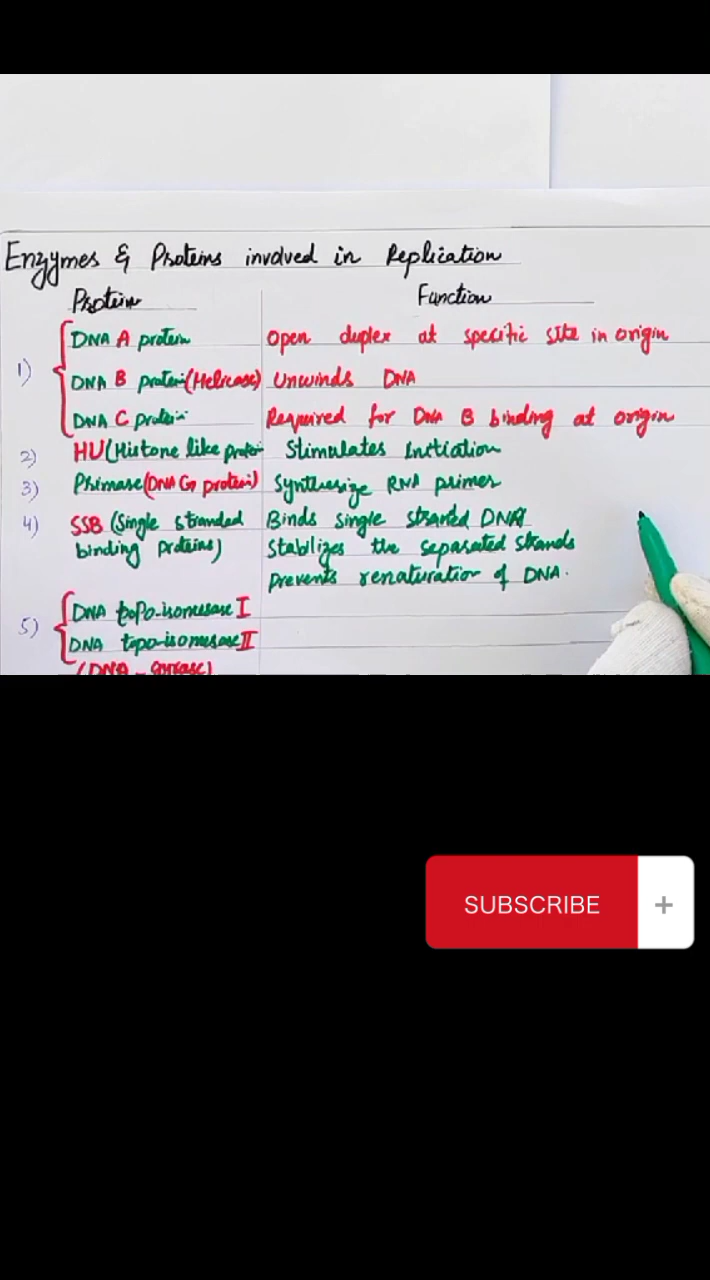 Enzymes & Proteins involved in Replication
Protein Function
1) DNA A protein Open duplex at specific site in origin
DNA B protein (Helicase) Unwinds DNA
DNA C protein Required for DNA B binding at origin
2) HU (Histone like protein Stimulates Initiation
3) Primase (DNA G protein) Synthesize RNA primer
4) SSB (Single stranded Binds single stranded DNA
binding proteins) Stabilizes the separated strands
prevents renaturation of DNA.
5) DNA topo-isomerase I
DNA topo-isomerase II
(DNA - Gyrase)
SUBSCRIBE +